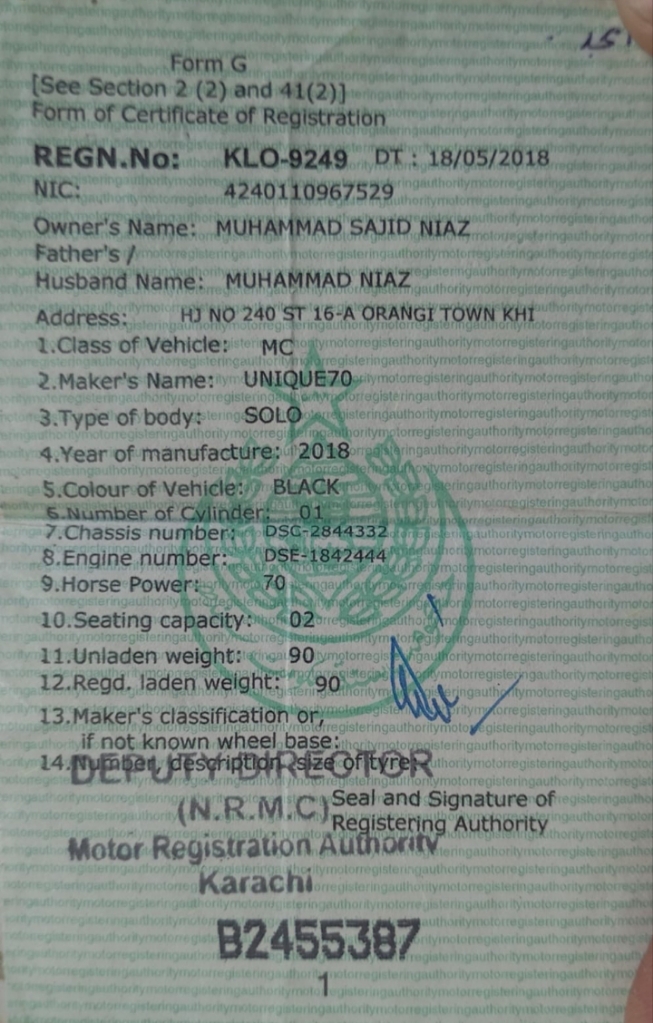 151
Form G
[See Section 2 (2) and 41(2)]
Form of Certificate of Registration
REGN.No: KLO-9249 DT : 18/05/2018
NIC: 4240110967529
Owner's Name: MUHAMMAD SAJID NIAZ
Father's /
Husband Name: MUHAMMAD NIAZ
Address: HJ NO 240 ST 16-A ORANGI TOWN KHI
1.Class of Vehicle: MC
2.Maker's Name: UNIQUE70
3.Type of body: SOLO
4.Year of manufacture: 2018
5.Colour of Vehicle: BLACK
6.Number of Cylinder: 01
7.Chassis number: DSC-2844332
8.Engine number: DSE-1842444
9.Horse Power: 70
10.Seating capacity: 02
11.Unladen weight: 90
12.Regd. laden weight: 90
13.Maker's classification or,
if not known wheel base:
14.Number, description, size of tyre:
DEPUTY DIRECTOR
(N.R.M.C)
Seal and Signature of
Registering Authority
Motor Registration Authority
Karachi
B2455387
1